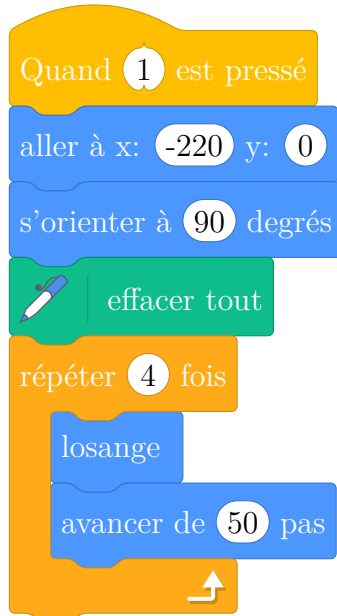 Quand 1 est pressé
aller à x: -220 y: 0
s'orienter à 90 degrés
effacer tout
répéter 4 fois
losange
avancer de 50 pas